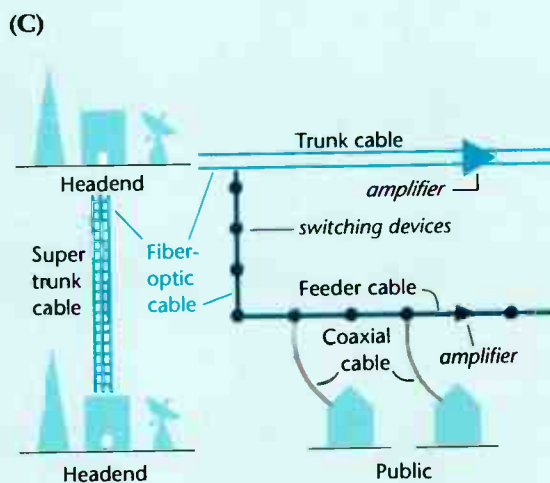 (C)
Trunk cable
Headend
amplifier
switching devices
Super
trunk
cable
Fiber-
optic
cable
Feeder cable
Coaxial
cable
amplifier
Headend
Public